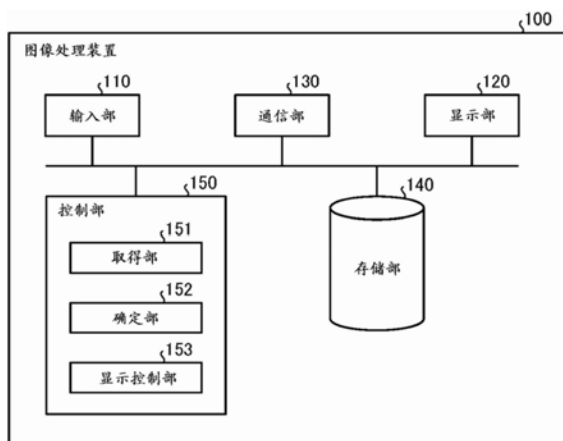 100
图像处理装置
110
130
120
输入部
通信部
显示部
150
140
控制部
151
取得部
存储部
152
确定部
153
显示控制部